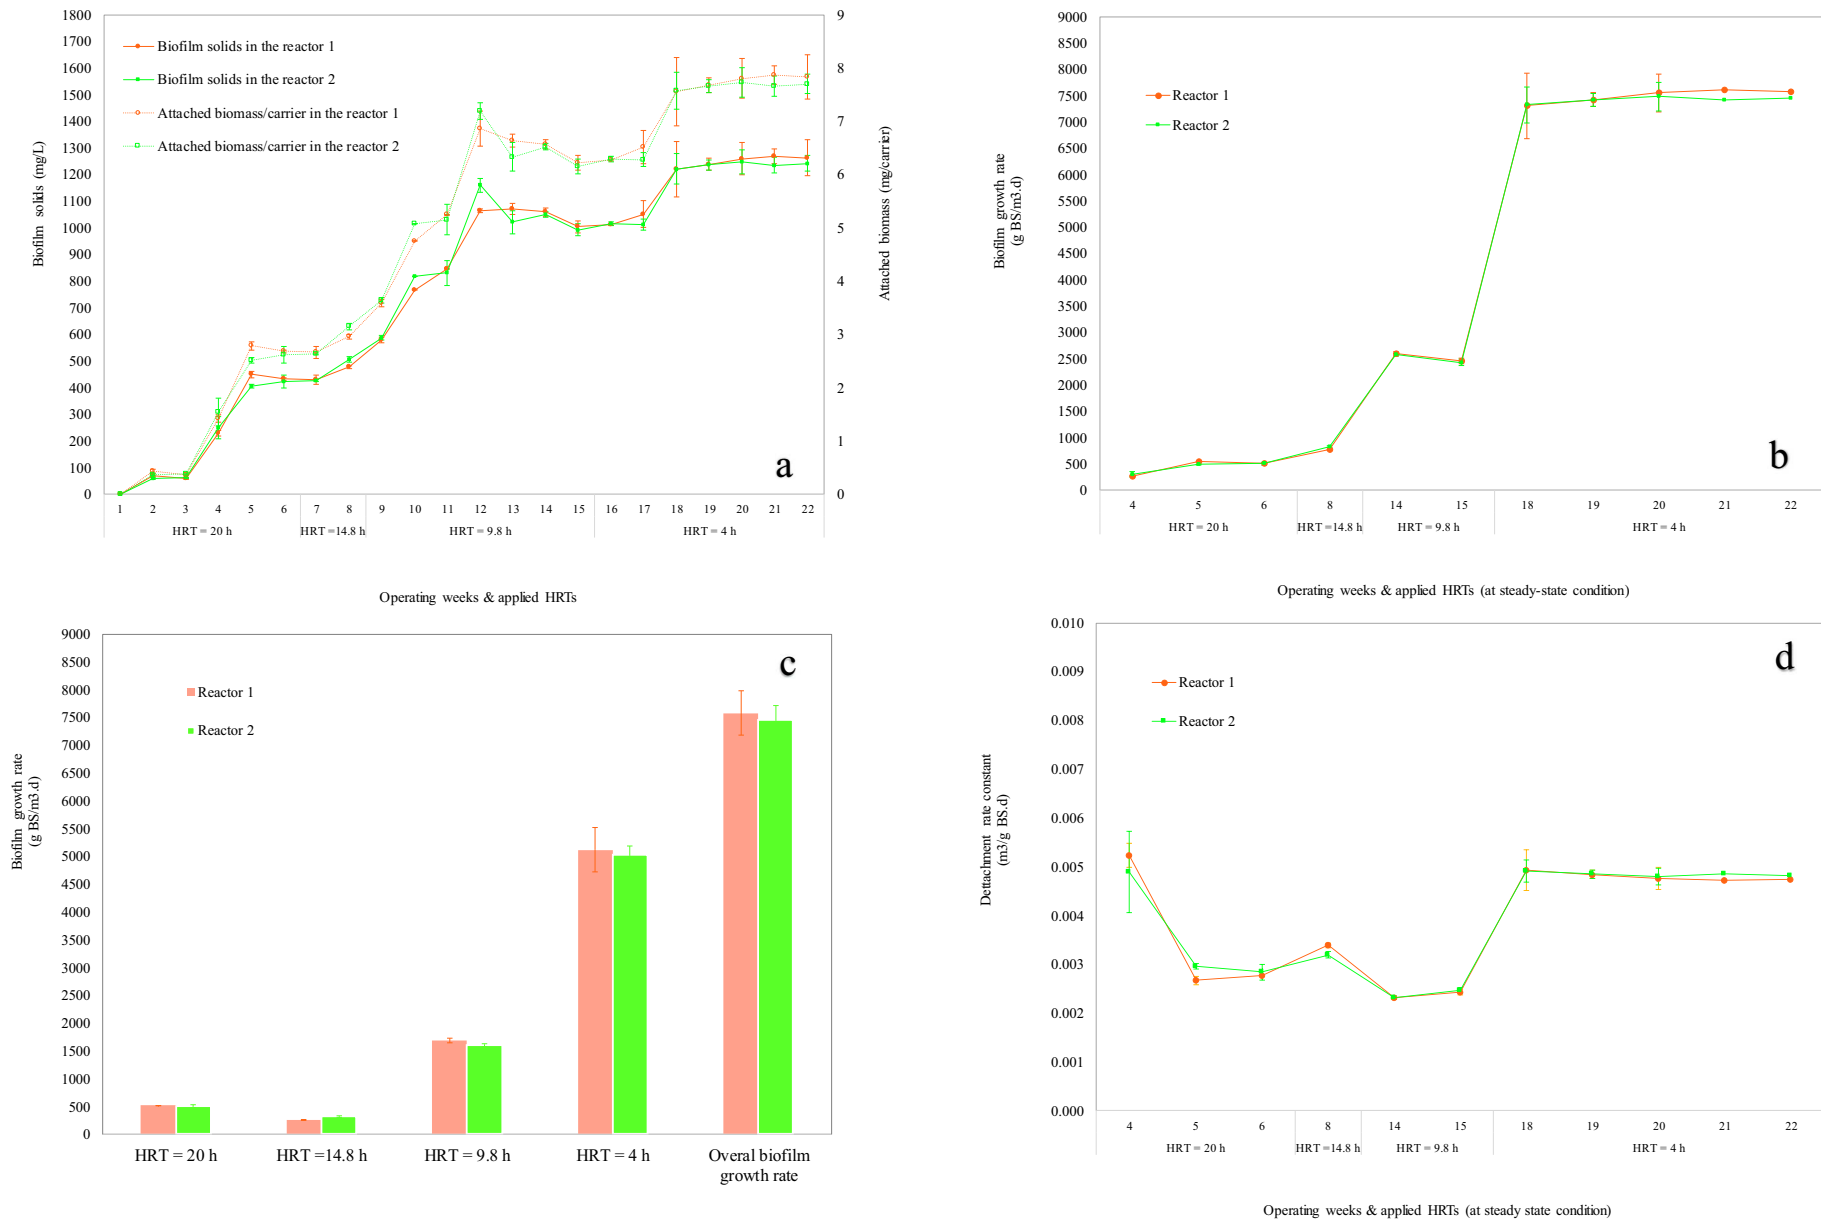 1800
1700
1600
1500
1400
1300
1200
1100
1000
900
800
700
600
500
400
300
200
100
0
Biofilm solids (mg/L)
9
8
7
6
5
4
3
2
1
0
Attached biomass (mg/carrier)
Biofilm solids in the reactor 1
Biofilm solids in the reactor 2
Attached biomass/carrier in the reactor 1
Attached biomass/carrier in the reactor 2
a
1 2 3 4 5 6 7 8 9 10 11 12 13 14 15 16 17 18 19 20 21 22
HRT = 20 h HRT =14.8 h HRT = 9.8 h HRT = 4 h
Operating weeks & applied HRTs
9000
8500
8000
7500
7000
6500
6000
5500
5000
4500
4000
3500
3000
2500
2000
1500
1000
500
0
Biofilm growth rate
(g BS/m3.d)
Reactor 1
Reactor 2
b
4 5 6 8 14 15 18 19 20 21 22
HRT = 20 h HRT =14.8 h HRT = 9.8 h HRT = 4 h
Operating weeks & applied HRTs (at steady-state condition)
9000
8500
8000
7500
7000
6500
6000
5500
5000
4500
4000
3500
3000
2500
2000
1500
1000
500
0
Biofilm growth rate
(g BS/m3.d)
Reactor 1
Reactor 2
c
HRT = 20 h HRT =14.8 h HRT = 9.8 h HRT = 4 h Overal biofilm
growth rate
0.010
0.009
0.008
0.007
0.006
0.005
0.004
0.003
0.002
0.001
0.000
Dettachment rate constant
(m3/g BS.d)
Reactor 1
Reactor 2
d
4 5 6 8 14 15 18 19 20 21 22
HRT = 20 h HRT =14.8 h HRT = 9.8 h HRT = 4 h
Operating weeks & applied HRTs (at steady state condition)